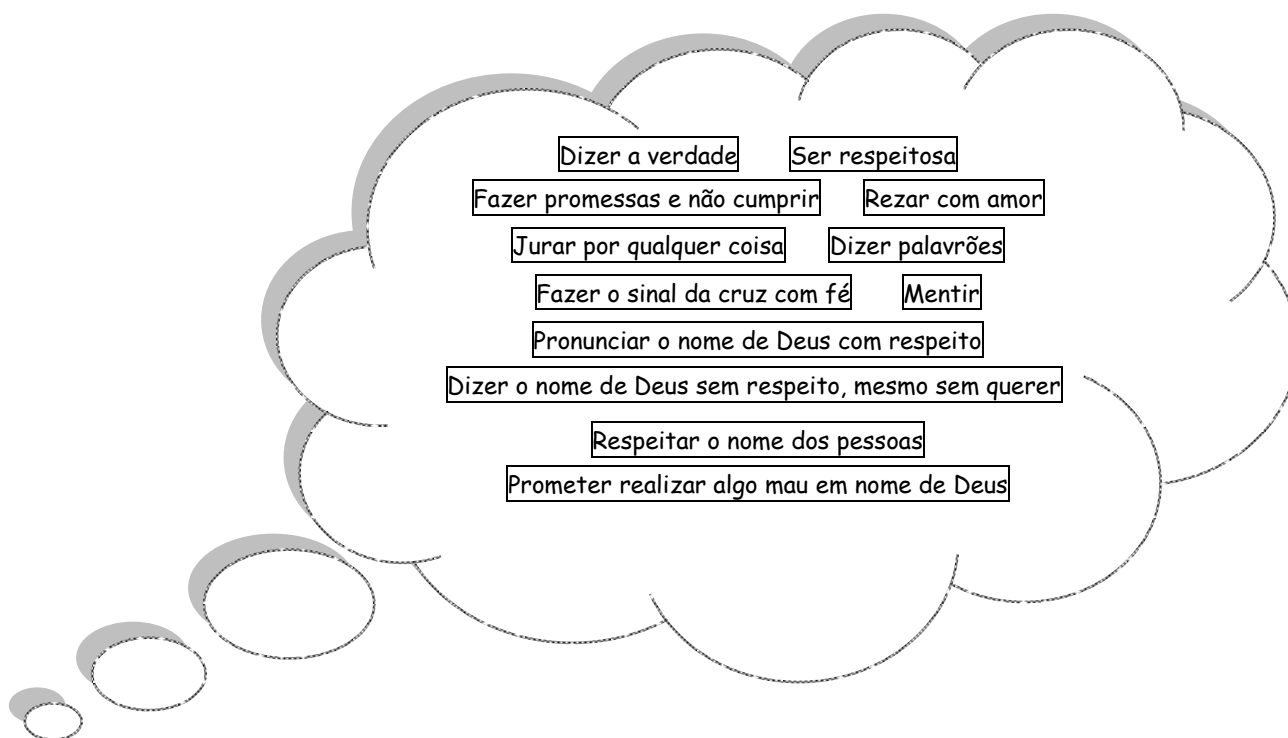 Dizer a verdade Ser respeitosa
Fazer promessas e não cumprir Rezar com amor
Jurar por qualquer coisa Dizer palavrões
Fazer o sinal da cruz com fé Mentir
Pronunciar o nome de Deus com respeito
Dizer o nome de Deus sem respeito, mesmo sem querer
Respeitar o nome dos pessoas
Prometer realizar algo mau em nome de Deus